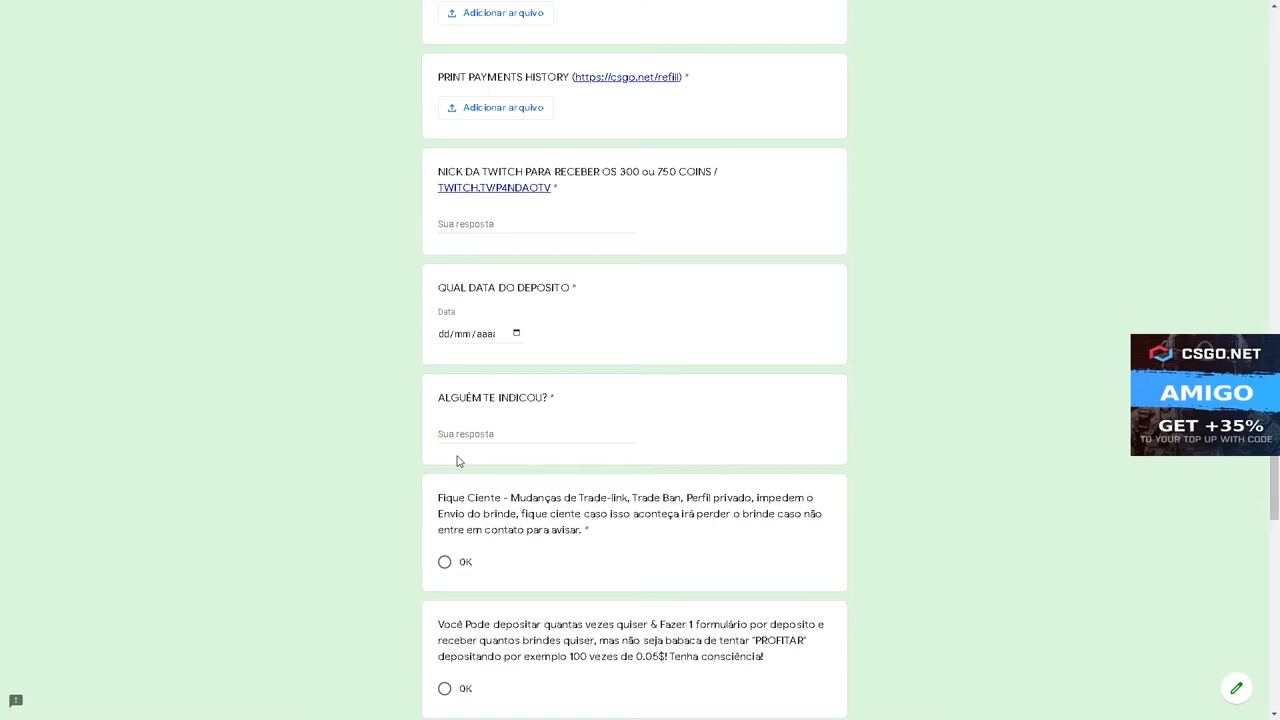 Adicionar arquivo
PRINT PAYMENTS HISTORY (https://csgo.net/refill) *
Adicionar arquivo
NICK DA TWITCH PARA RECEBER OS 300 ou 750 COINS /
TWITCH.TV/P4NDAOTV *
Sua resposta
QUAL DATA DO DEPOSITO *
Data
dd/mm/aaaa
ALGUÉM TE INDICOU? *
Sua resposta
CSGO.NET
AMIGO
GET +35%
TO YOUR TOP UP WITH CODE
Fique Ciente - Mudanças de Trade-link, Trade Ban, Perfil privado, impedem o
Envio do brinde, fique ciente caso isso aconteça irá perder o brinde caso não
entre em contato para avisar. *
OK
Você Pode depositar quantas vezes quiser & Fazer 1 formulário por deposito e
receber quantos brindes quiser, mas não seja babaca de tentar "PROFITAR"
depositando por exemplo 100 vezes de 0.05$! Tenha consciência!
OK